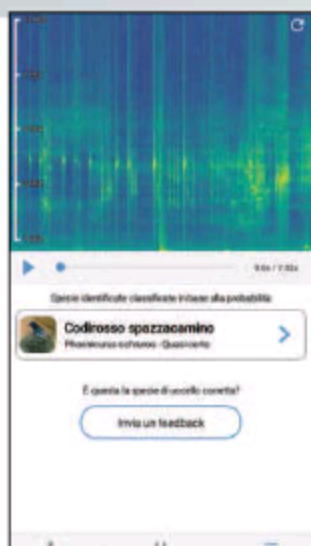 Specie identificate classificate in base alla probabilità
Codirosso spazzacamino
Phoenicurus ochruros · Quasi certo
È questa la specie di uccello corretta?
Invia un feedback